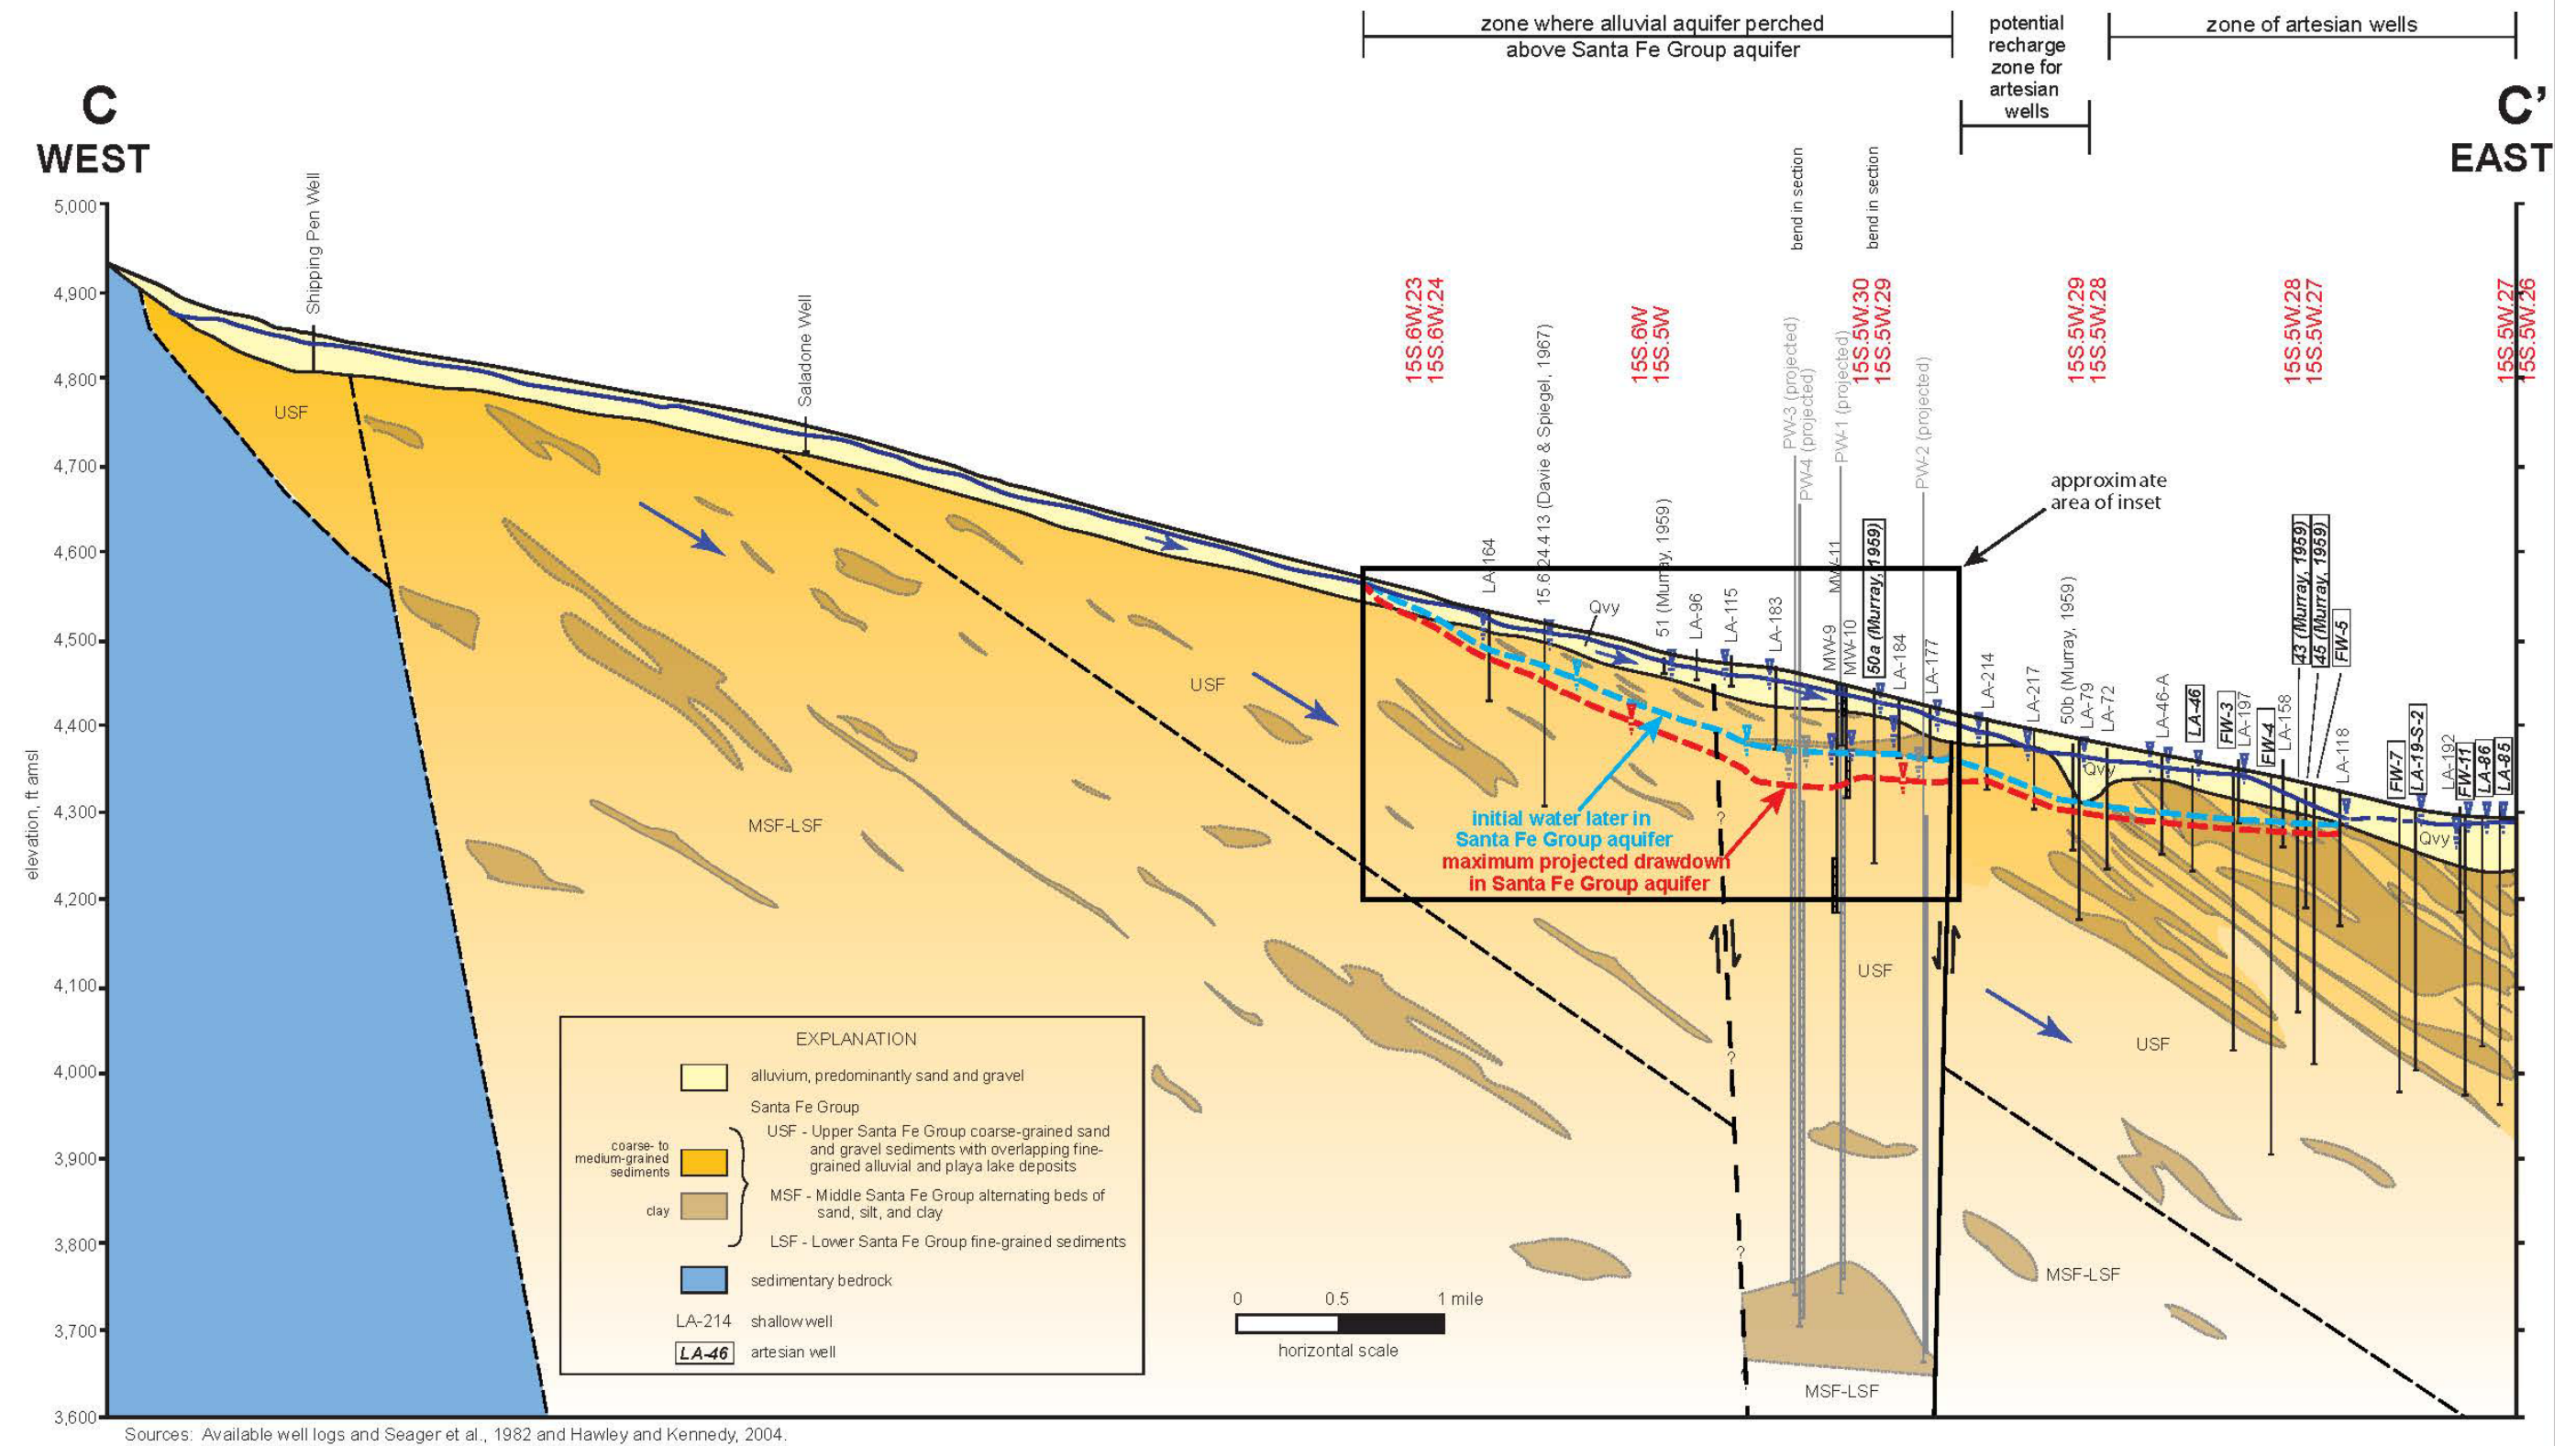 zone where alluvial aquifer perched
above Santa Fe Group aquifer
potential
recharge
zone for
artesian
wells
zone of artesian wells
C
WEST
C’
EAST
5,000
4,900
4,800
4,700
4,600
4,500
4,400
4,300
4,200
4,100
4,000
3,900
3,800
3,700
3,600
elevation, ft amsl
Shipping Pen Well
Saladone Well
bend in section
bend in section
15S.6W.23
15S.6W.24
15S.6W
15S.5W
15S.5W.30
15S.5W.29
15S.5W.29
15S.5W.28
15S.5W.28
15S.5W.27
15S.5W.27
15S.5W.26
LA-164
15.6.24.413 (Davie & Spiegel, 1967)
Qvy
51 (Murray, 1959)
LA-96
LA-115
LA-183
PW-3 (projected)
PW-4 (projected)
PW-1 (projected)
MW-11
MW-9
MW-10
50a (Murray, 1959)
LA-184
PW-2 (projected)
LA-177
approximate
area of inset
LA-214
LA-217
50b (Murray, 1959)
LA-79
LA-72
Qvy
LA-46-A
LA-46
FW-3
LA-197
FW-4
LA-158
43 (Murray, 1959)
45 (Murray, 1959)
FW-5
LA-118
FW-7
LA-19-S-2
LA-192
FW-11
LA-86
LA-85
Qvy
USF
USF
MSF-LSF
initial water later in
Santa Fe Group aquifer
maximum projected drawdown
in Santa Fe Group aquifer
?
USF
USF
?
?
MSF-LSF
MSF-LSF
EXPLANATION
alluvium, predominantly sand and gravel
Santa Fe Group
coarse- to
medium-grained
sediments
USF - Upper Santa Fe Group coarse-grained sand
and gravel sediments with overlapping fine-
grained alluvial and playa lake deposits
clay
MSF - Middle Santa Fe Group alternating beds of
sand, silt, and clay
LSF - Lower Santa Fe Group fine-grained sediments
sedimentary bedrock
LA-214 shallow well
LA-46 artesian well
0 0.5 1 mile
horizontal scale
Sources: Available well logs and Seager et al., 1982 and Hawley and Kennedy, 2004.